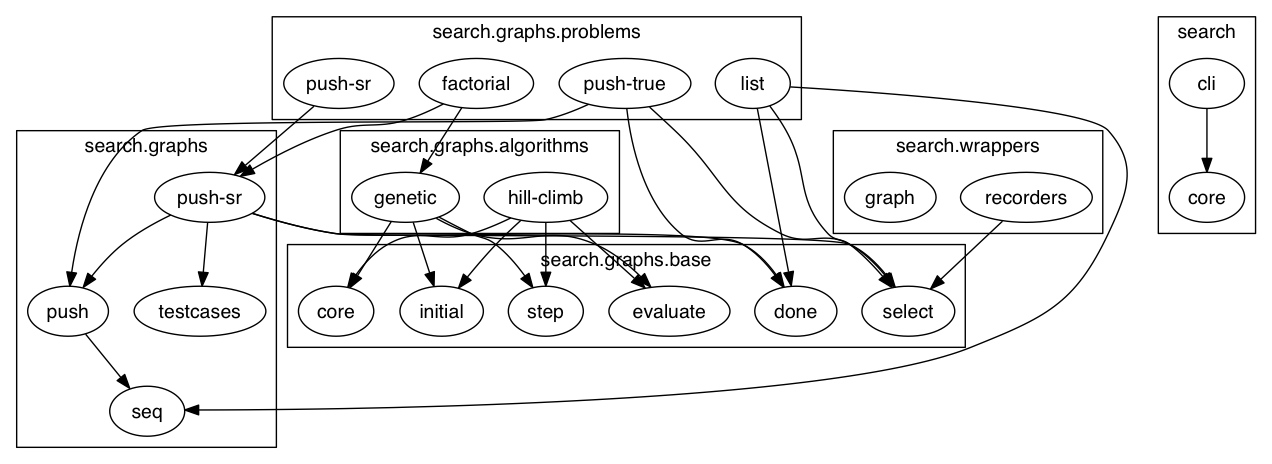 search.graphs.problems
search
push-sr
factorial
push-true
list
cli
search.graphs
search.graphs.algorithms
search.wrappers
push-sr
genetic
hill-climb
graph
recorders
core
search.graphs.base
push
testcases
core
initial
step
evaluate
done
select
seq